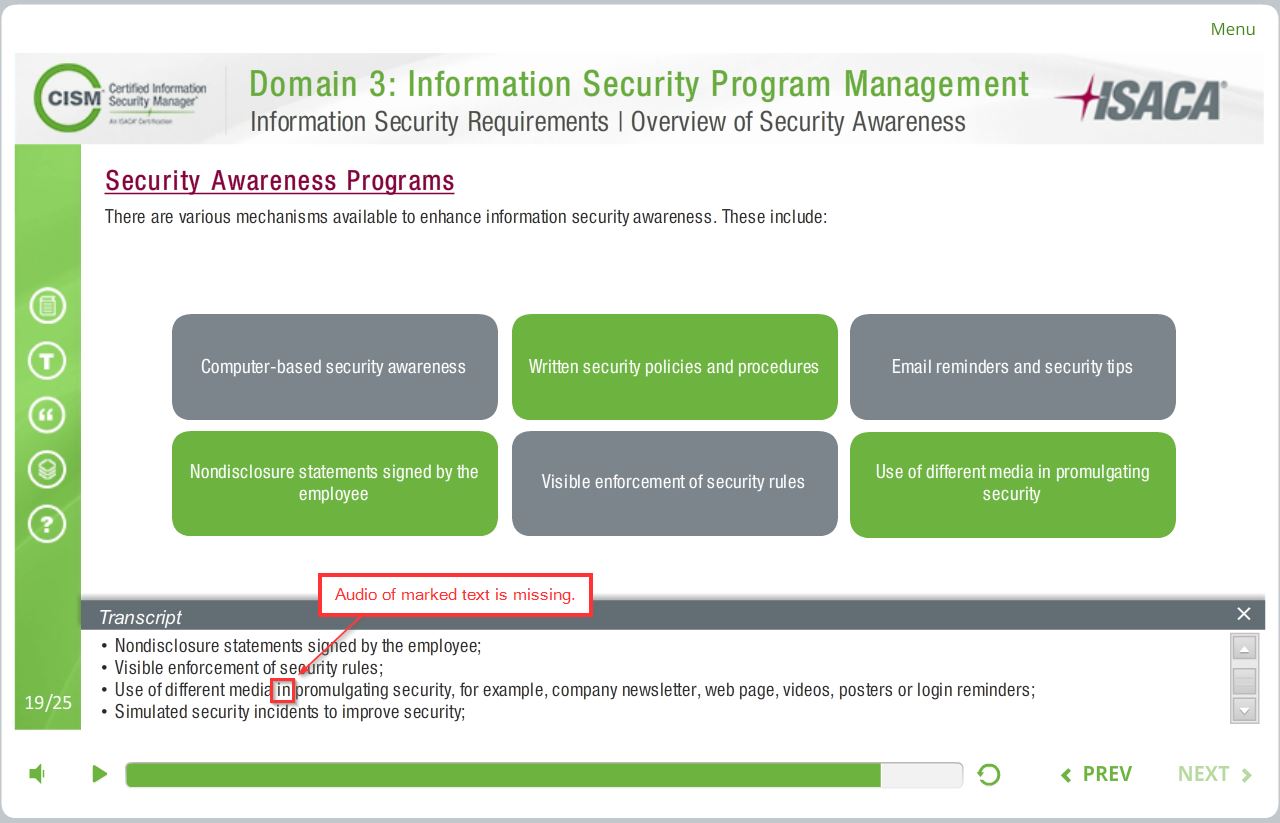 Menu
CISM® Certified Information
Security Manager®
An ISACA® Certification
Domain 3: Information Security Program Management
Information Security Requirements | Overview of Security Awareness
ISACA®
Security Awareness Programs
There are various mechanisms available to enhance information security awareness. These include:
Computer-based security awareness
Written security policies and procedures
Email reminders and security tips
Nondisclosure statements signed by the
employee
Visible enforcement of security rules
Use of different media in promulgating
security
T
“
?
Audio of marked text is missing.
Transcript
• Nondisclosure statements signed by the employee;
• Visible enforcement of security rules;
• Use of different media in promulgating security, for example, company newsletter, web page, videos, posters or login reminders;
• Simulated security incidents to improve security;
19/25
PREV
NEXT